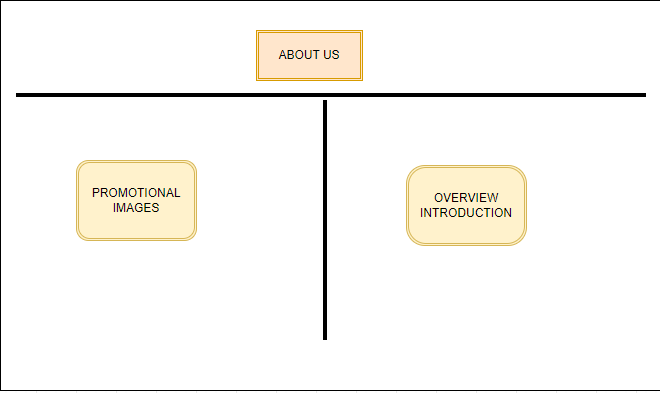 ABOUT US
PROMOTIONAL
IMAGES
OVERVIEW
INTRODUCTION